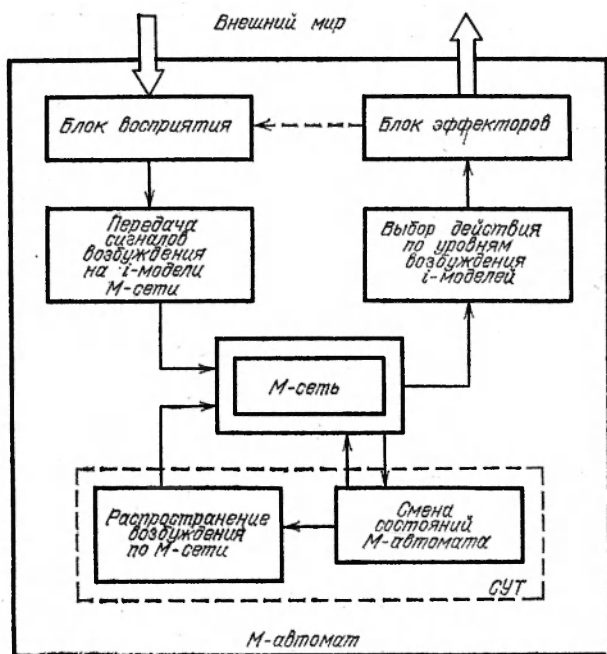 Внешний мир
Блок восприятия
Блок эффекторов
Передача
сигналов
возбуждения
на i-модели
М-сети
Выбор действия
по уровням
возбуждения
i-моделей
М-сеть
Распространение
возбуждения
по М-сети
Смена
состояний
М-автомата
СУТ
М-автомат